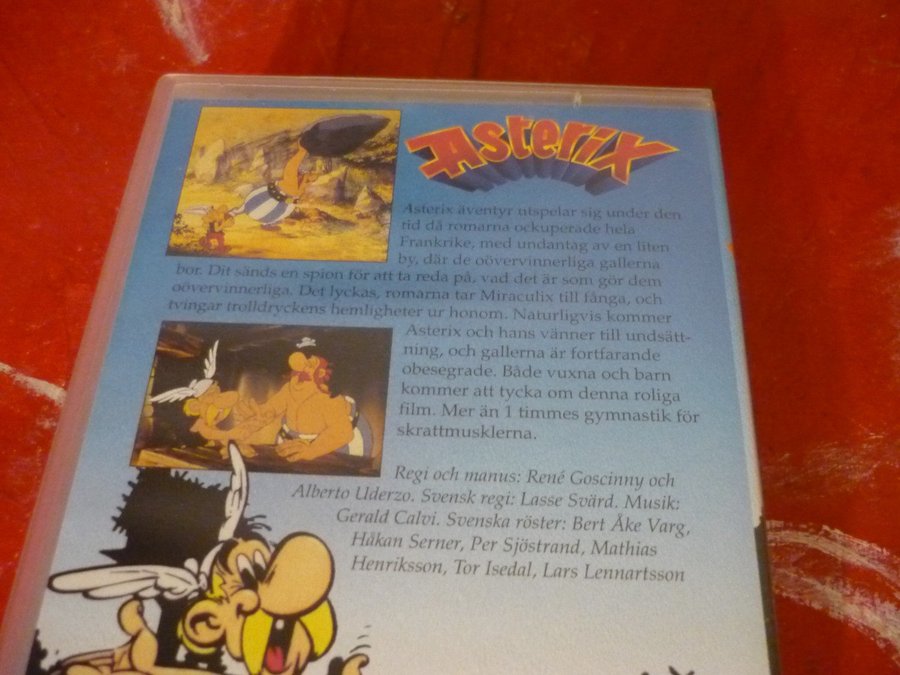 Asterix
Asterix äventyr utspelar sig under den
tid då romarna ockuperade hela
Frankrike, med undantag av en liten
by, där de oövervinnerliga gallerna
bor. Dit sänds en spion för att ta reda på, vad det är som gör dem
oövervinnerliga. Det lyckas, romarna tar Miraculix till fånga, och
tvingar trolldryckens hemligheter ur honom. Naturligvis kommer
Asterix och hans vänner till undsätt-
ning, och gallerna är fortfarande
obesegrade. Både vuxna och barn
kommer att tycka om denna roliga
film. Mer än 1 timmes gymnastik för
skrattmusklerna.
Regi och manus: René Goscinny och
Alberto Uderzo. Svensk regi: Lasse Svärd. Musik:
Gerald Calvi. Svenska röster: Bert Åke Varg,
Håkan Serner, Per Sjöstrand, Mathias
Henriksson, Tor Isedal, Lars Lennartsson